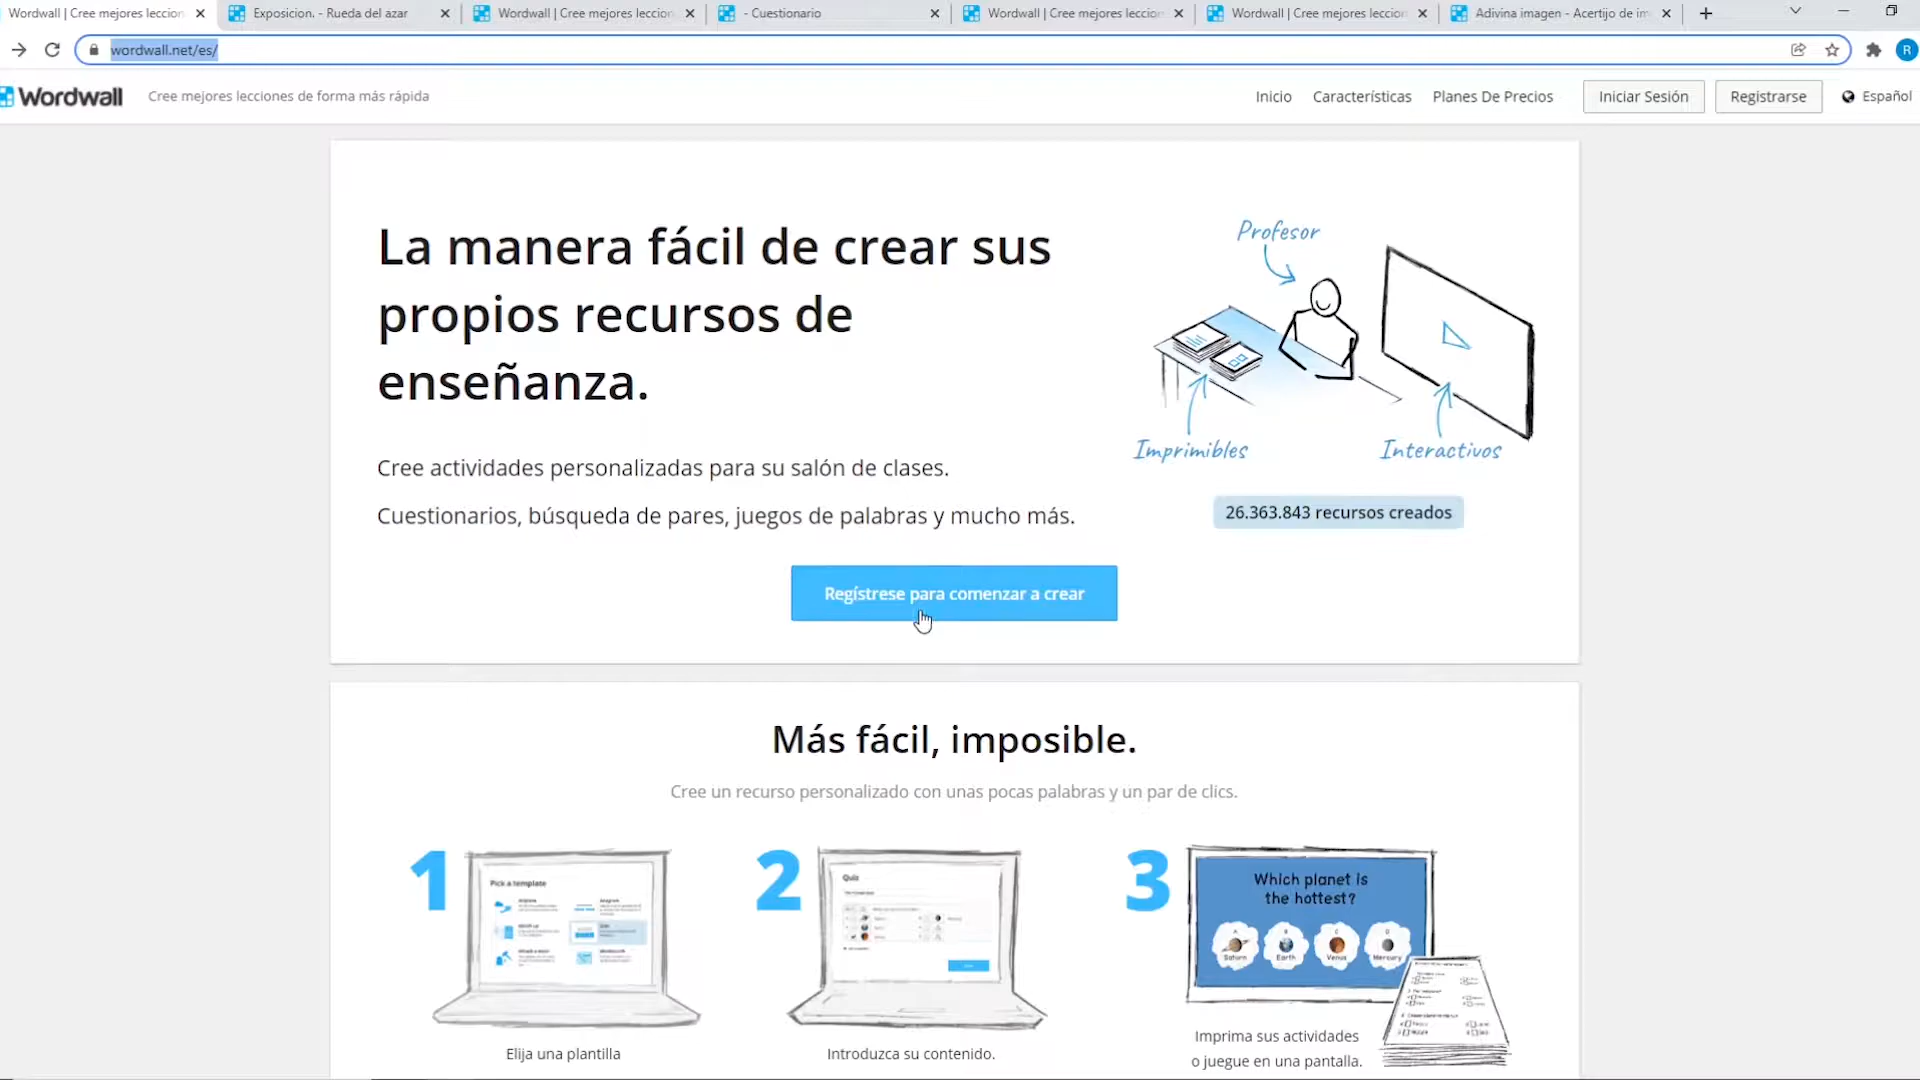 Wordwall | Cree mejores leccion
Exposicion. - Rueda del azar
Wordwall | Cree mejores leccion
- Cuestionario
Wordwall | Cree mejores leccion
Wordwall | Cree mejores leccion
Adivina imagen - Acertijo de im
wordwall.net/es/
R
Wordwall
Cree mejores lecciones de forma más rápida
Inicio
Características
Planes De Precios
Iniciar Sesión
Registrarse
Español
La manera fácil de crear sus
propios recursos de
enseñanza.
Cree actividades personalizadas para su salón de clases.
Cuestionarios, búsqueda de pares, juegos de palabras y mucho más.
Profesor
Imprimibles
Interactivos
26.363.843 recursos creados
Regístrese para comenzar a crear
Más fácil, imposible.
Cree un recurso personalizado con unas pocas palabras y un par de clics.
1
Pick a template
Elija una plantilla
2
Quiz
Introduzca su contenido.
3
Which planet is
the hottest?
A
B
C
D
Saturn
Earth
Venus
Mercury
Imprima sus actividades
o juegue en una pantalla.